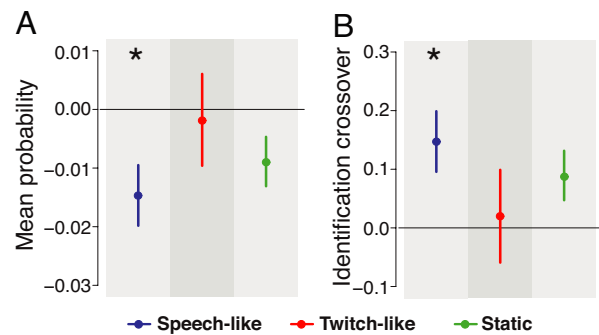 A
Mean probability
0.01
0.00
-0.01
-0.02
-0.03
*
B
Identification crossover
0.3
0.2
0.1
0.0
-0.1
*
Speech-like Twitch-like Static